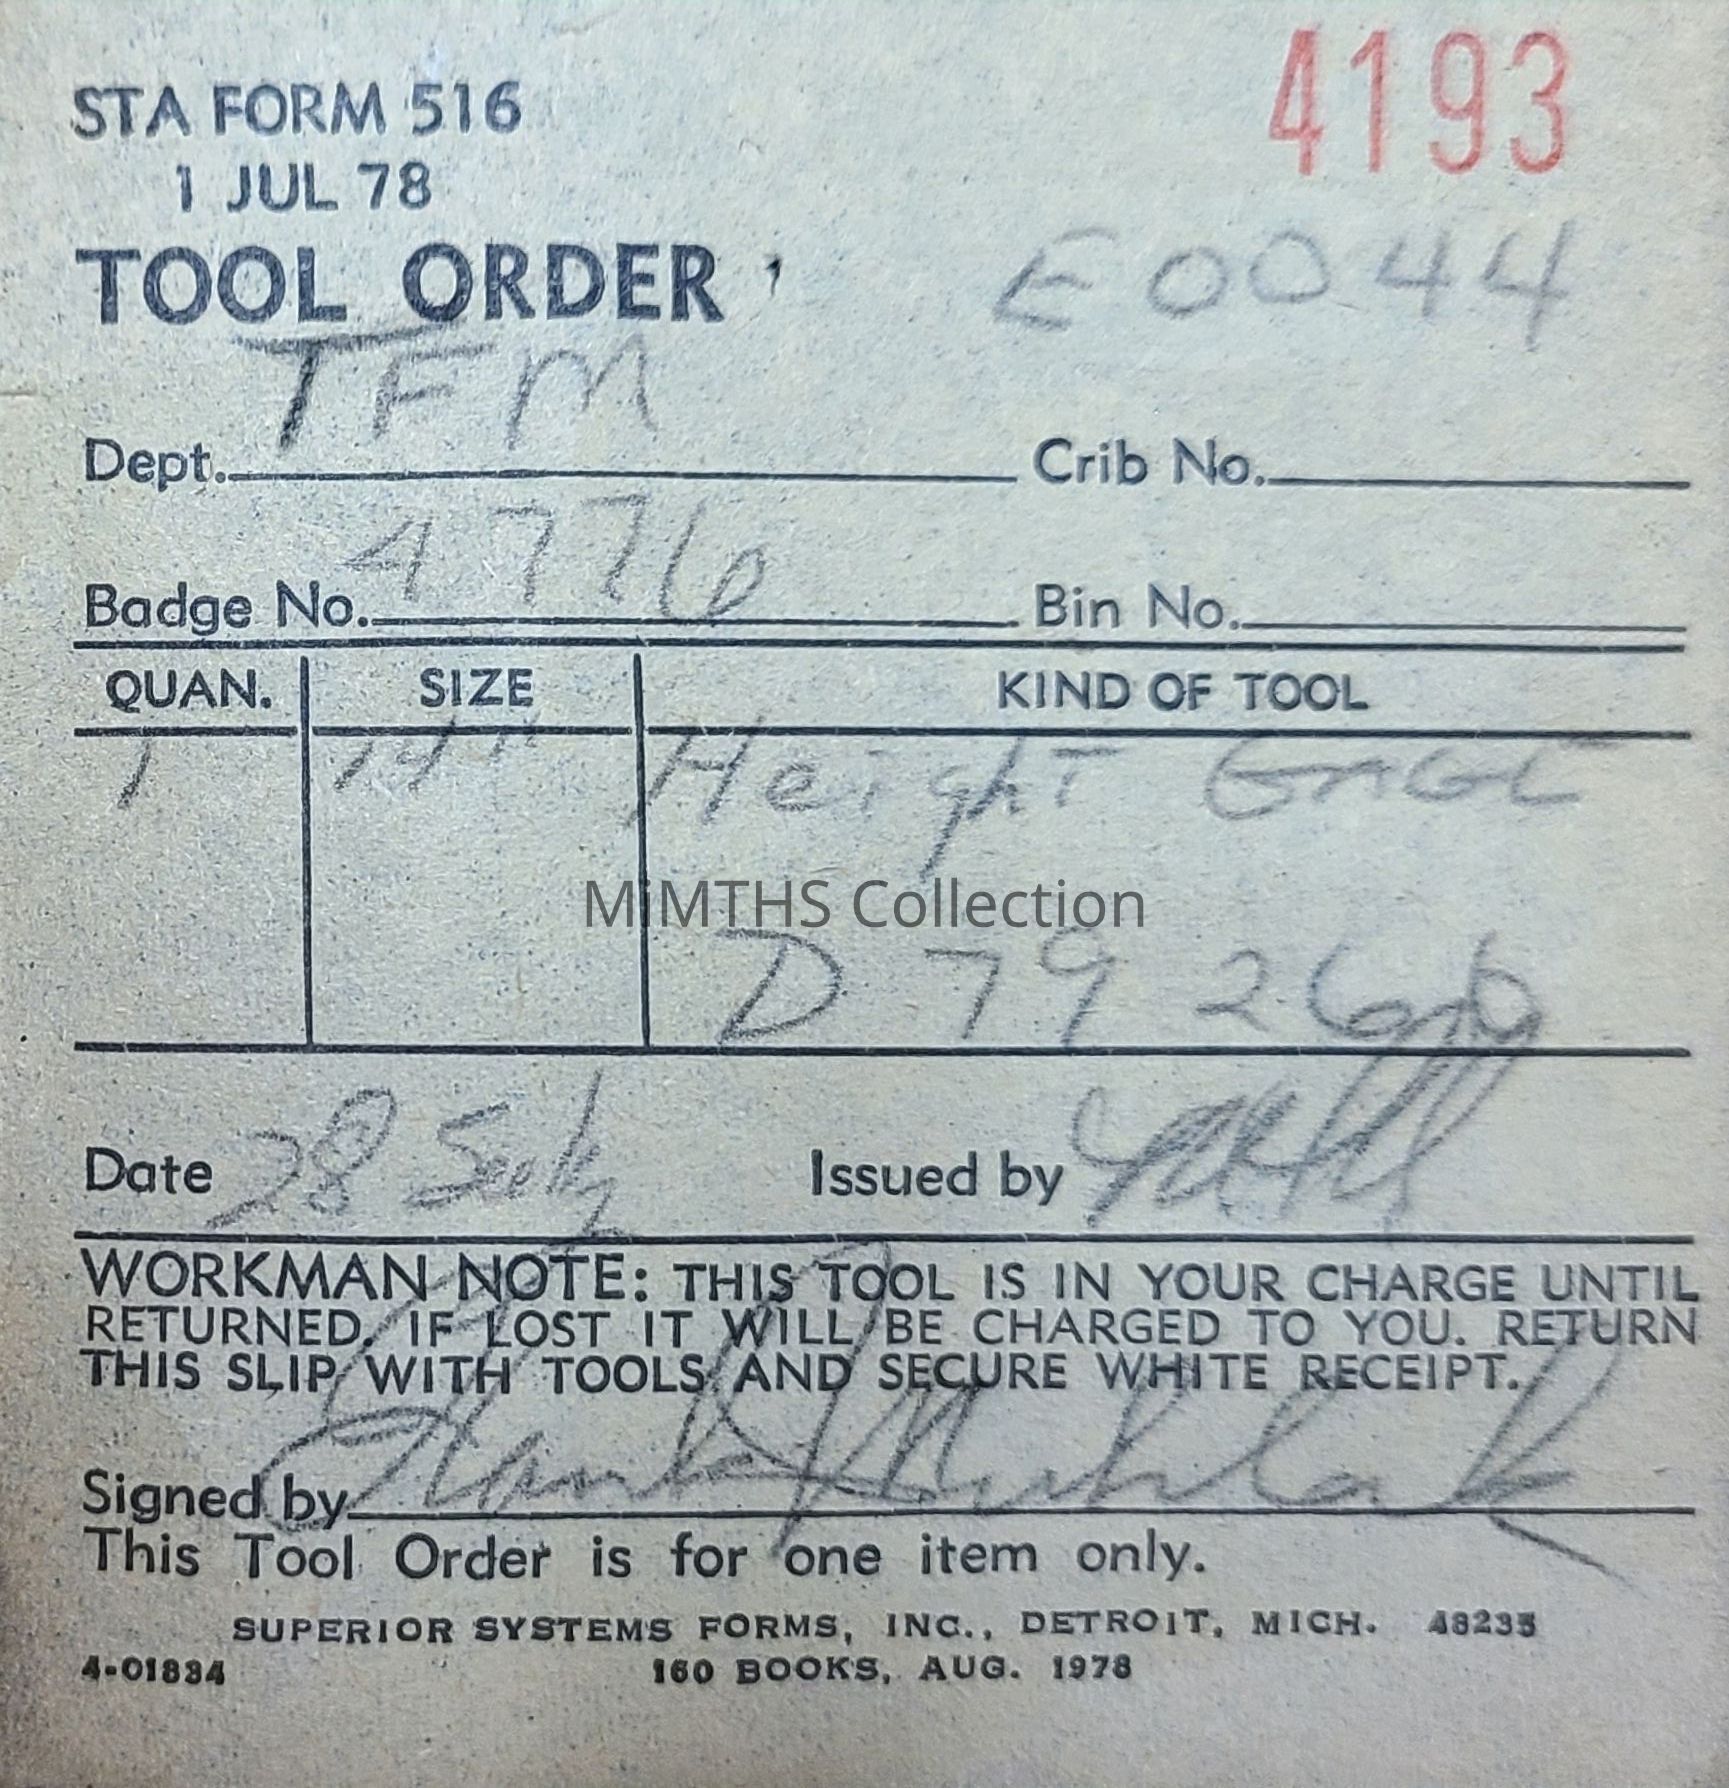 4193
STA FORM 516
1 JUL 78
TOOL ORDER
E0044
TFM
Dept. Crib No.
4776
Badge No. Bin No.
QUAN. SIZE KIND OF TOOL
1 14" Height GAGE
MiMTHS Collection
D 79 26
Date 28 Issued by
WORKMAN NOTE: THIS TOOL IS IN YOUR CHARGE UNTIL
RETURNED. IF LOST IT WILL BE CHARGED TO YOU. RETURN
THIS SLIP WITH TOOLS AND SECURE WHITE RECEIPT.
Signed by
This Tool Order is for one item only.
SUPERIOR SYSTEMS FORMS, INC., DETROIT, MICH. 48235
4-01834 160 BOOKS, AUG. 1978